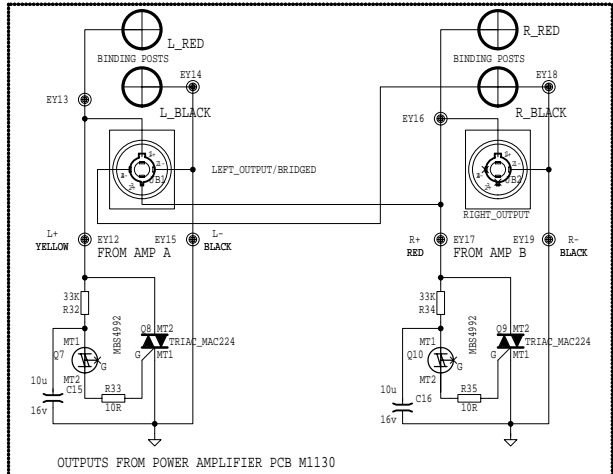 L_RED
BINDING POSTS
EY14
EY13
L_BLACK
JB1
LEFT_OUTPUT/BRIDGED
R_RED
BINDING POSTS
EY18
R_BLACK
EY16
JB2
RIGHT_OUTPUT
L+
YELLOW
EY12
FROM AMP A
EY15
L-
BLACK
R+
RED
EY17
FROM AMP B
EY19
R-
BLACK
33K
R32
MBS4992
MT1
Q7
G
MT2
10u
C15
16v
R33
10R
Q8
MT2
TRIAC_MAC224
G
MT1
33K
R34
MBS4992
MT1
Q10
G
MT2
10u
C16
16v
R35
10R
Q9
MT2
TRIAC_MAC224
G
MT1
OUTPUTS FROM POWER AMPLIFIER PCB M1130